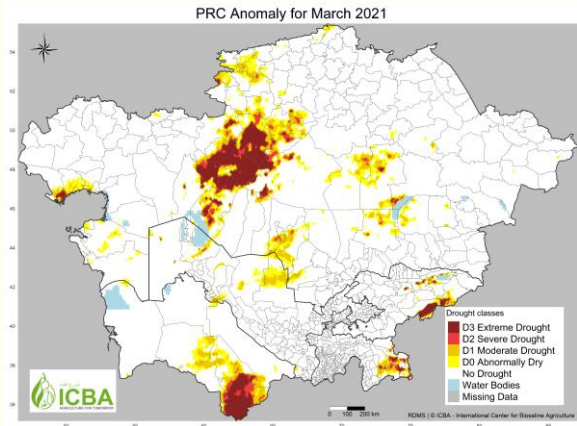 PRC Anomaly for March 2021
Drought classes
D3 Extreme Drought
D2 Severe Drought
D1 Moderate Drought
D0 Abnormally Dry
No Drought
Water Bodies
Missing Data
ICBA
AGRICULTURE FOR TOMORROW
0 100 200 km
RDMS | © ICBA - International Center for Biosaline Agriculture